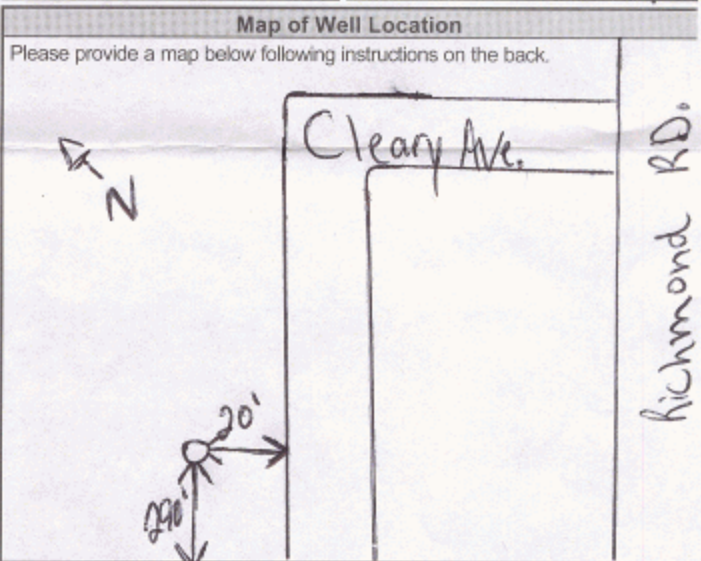 Map of Well Location
Please provide a map below following instructions on the back.
Cleary Ave.
Richmond RD.
N
20'
290'